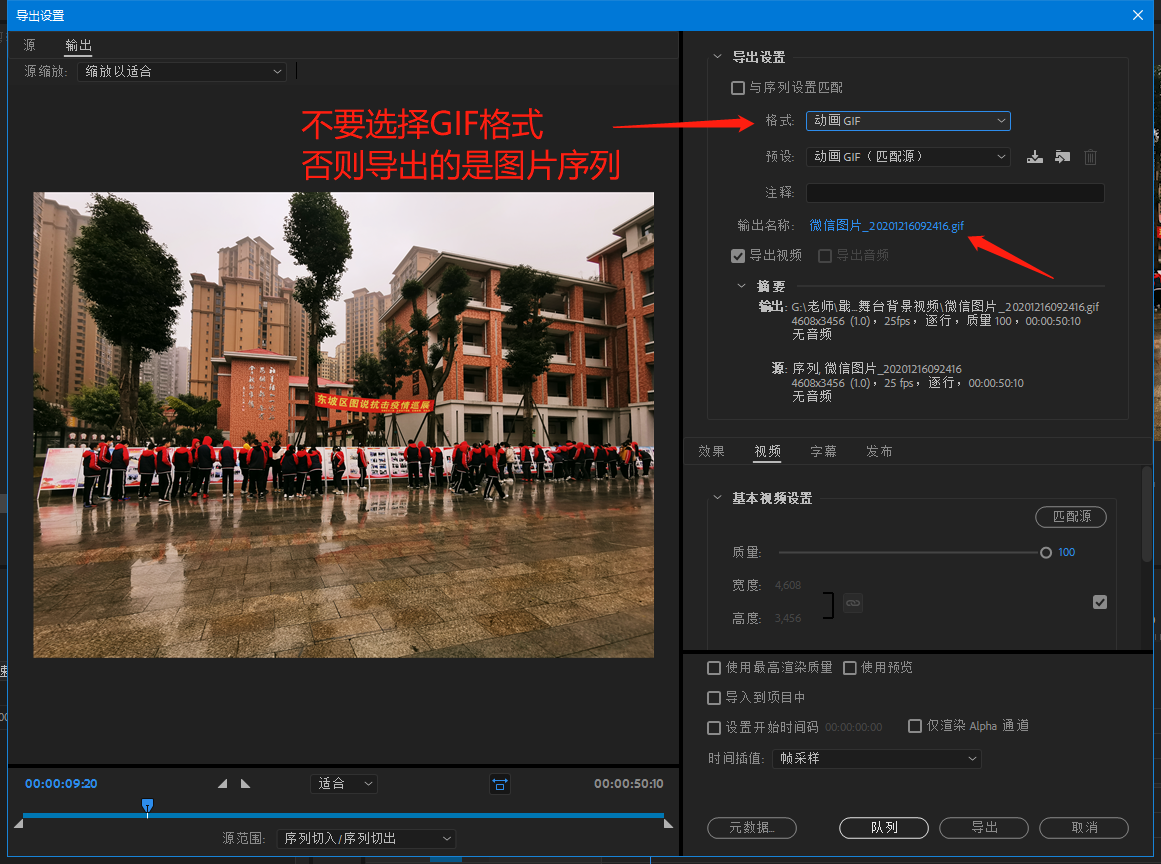 导出设置
源 输出
源缩放: 缩放以适合
不要选择GIF格式
否则导出的是图片序列
东坡区图说抗击疫情巡展
00:00:09:20 适合 00:00:50:10
源范围: 序列切入/序列切出
导出设置
与序列设置匹配
格式: 动画 GIF
预设: 动画 GIF（匹配源）
注释:
输出名称: 微信图片_20201216092416.gif
导出视频 导出音频
摘要
输出: G:\老师\戢...舞台背景视频\微信图片_20201216092416.gif
4608x3456 (1.0)，25fps，逐行，质量 100，00:00:50:10
无音频
源: 序列, 微信图片_20201216092416
4608x3456 (1.0)，25 fps，逐行，00:00:50:10
无音频
效果 视频 字幕 发布
基本视频设置
匹配源
质量: 100
宽度: 4,608
高度: 3,456
使用最高渲染质量 使用预览
导入到项目中
设置开始时间码 00:00:00:00 仅渲染 Alpha 通道
时间插值: 帧采样
元数据... 队列 导出 取消